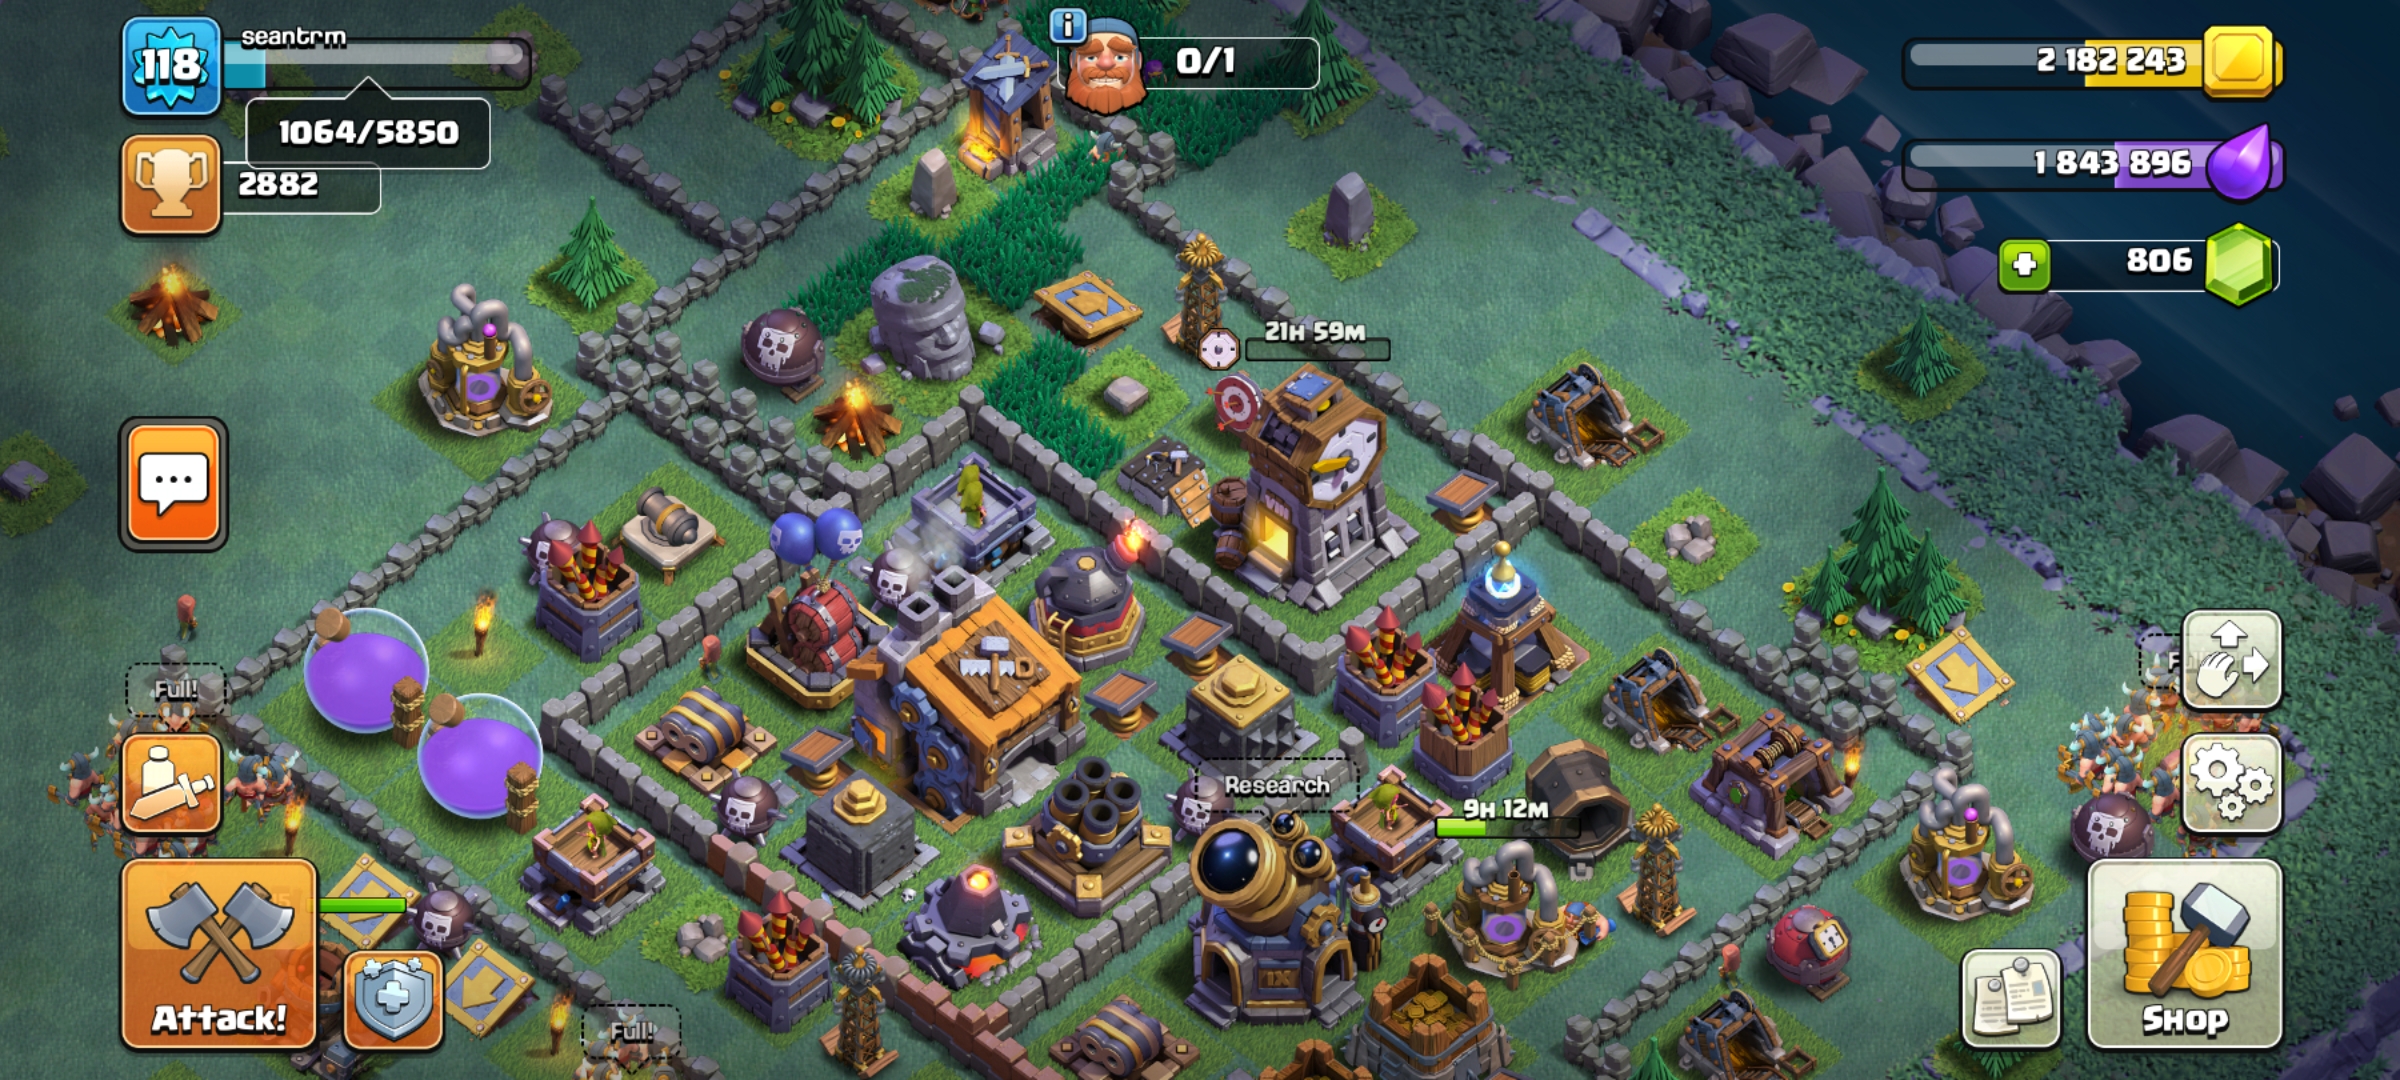 118
seantrm
1064/5850
2882
i
0/1
2 182 243
1 843 896
806
21H 59M
Full!
Research
9H 12M
IX
Attack!
Full!
Shop